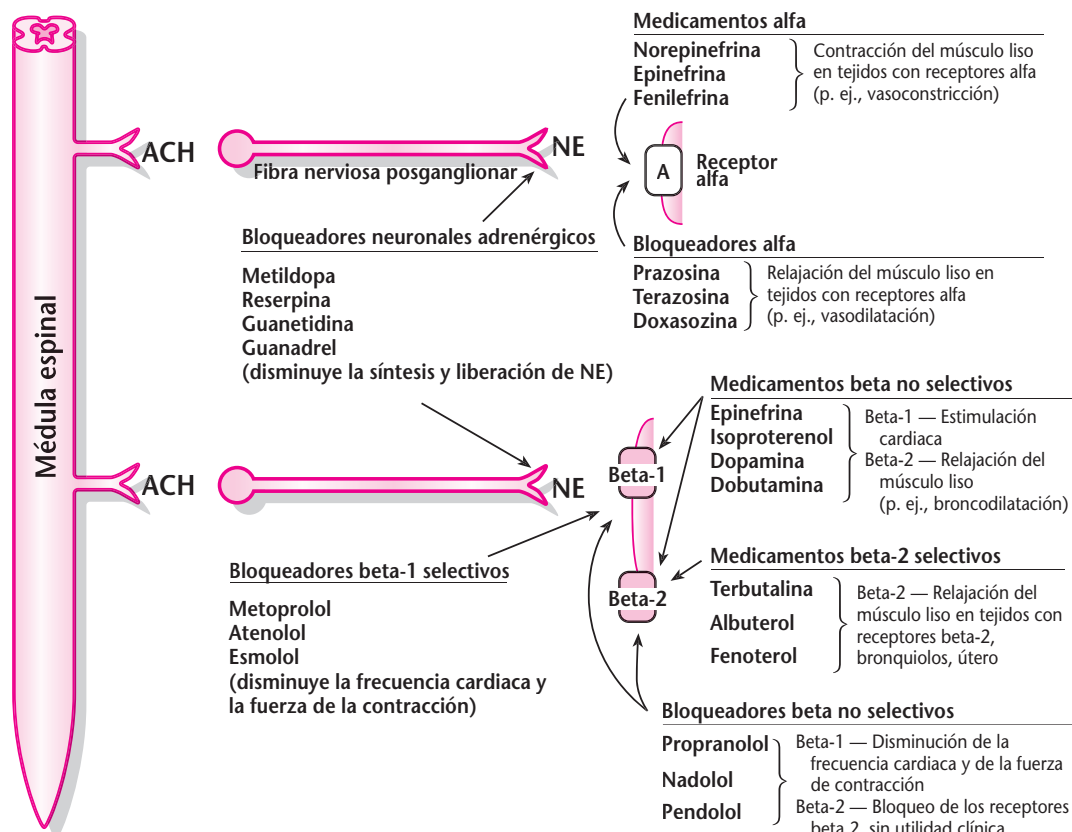 Médula espinal
ACH
Fibra nerviosa posganglionar
NE
Medicamentos alfa
Norepinefrina
Epinefrina
Fenilefrina
Contracción del músculo liso
en tejidos con receptores alfa
(p. ej., vasoconstricción)
A
Receptor
alfa
Bloqueadores neuronales adrenérgicos
Metildopa
Reserpina
Guanetidina
Guanadrel
(disminuye la síntesis y liberación de NE)
Bloqueadores alfa
Prazosina
Terazosina
Doxasozina
Relajación del músculo liso en
tejidos con receptores alfa
(p. ej., vasodilatación)
ACH
NE
Beta-1
Beta-2
Medicamentos beta no selectivos
Epinefrina
Isoproterenol
Dopamina
Dobutamina
Beta-1 — Estimulación
cardiaca
Beta-2 — Relajación del
músculo liso
(p. ej., broncodilatación)
Bloqueadores beta-1 selectivos
Metoprolol
Atenolol
Esmolol
(disminuye la frecuencia cardiaca y
la fuerza de la contracción)
Medicamentos beta-2 selectivos
Terbutalina
Albuterol
Fenoterol
Beta-2 — Relajación del
músculo liso en tejidos con
receptores beta-2,
bronquiolos, útero
Bloqueadores beta no selectivos
Propranolol
Nadolol
Pendolol
Beta-1 — Disminución de la
frecuencia cardiaca y de la fuerza
de contracción
Beta-2 — Bloqueo de los receptores
beta 2, sin utilidad clínica